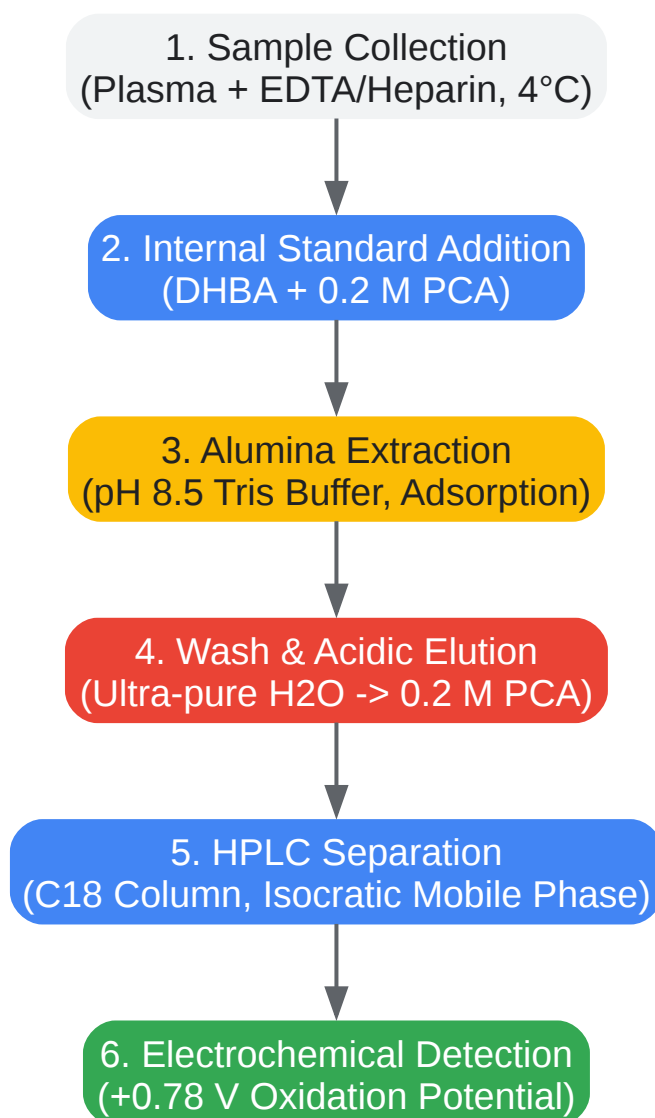 1. Sample Collection
(Plasma + EDTA/Heparin, 4°C)
2. Internal Standard Addition
(DHBA + 0.2 M PCA)
3. Alumina Extraction
(pH 8.5 Tris Buffer, Adsorption)
4. Wash & Acidic Elution
(Ultra-pure H2O -> 0.2 M PCA)
5. HPLC Separation
(C18 Column, Isocratic Mobile Phase)
6. Electrochemical Detection
(+0.78 V Oxidation Potential)